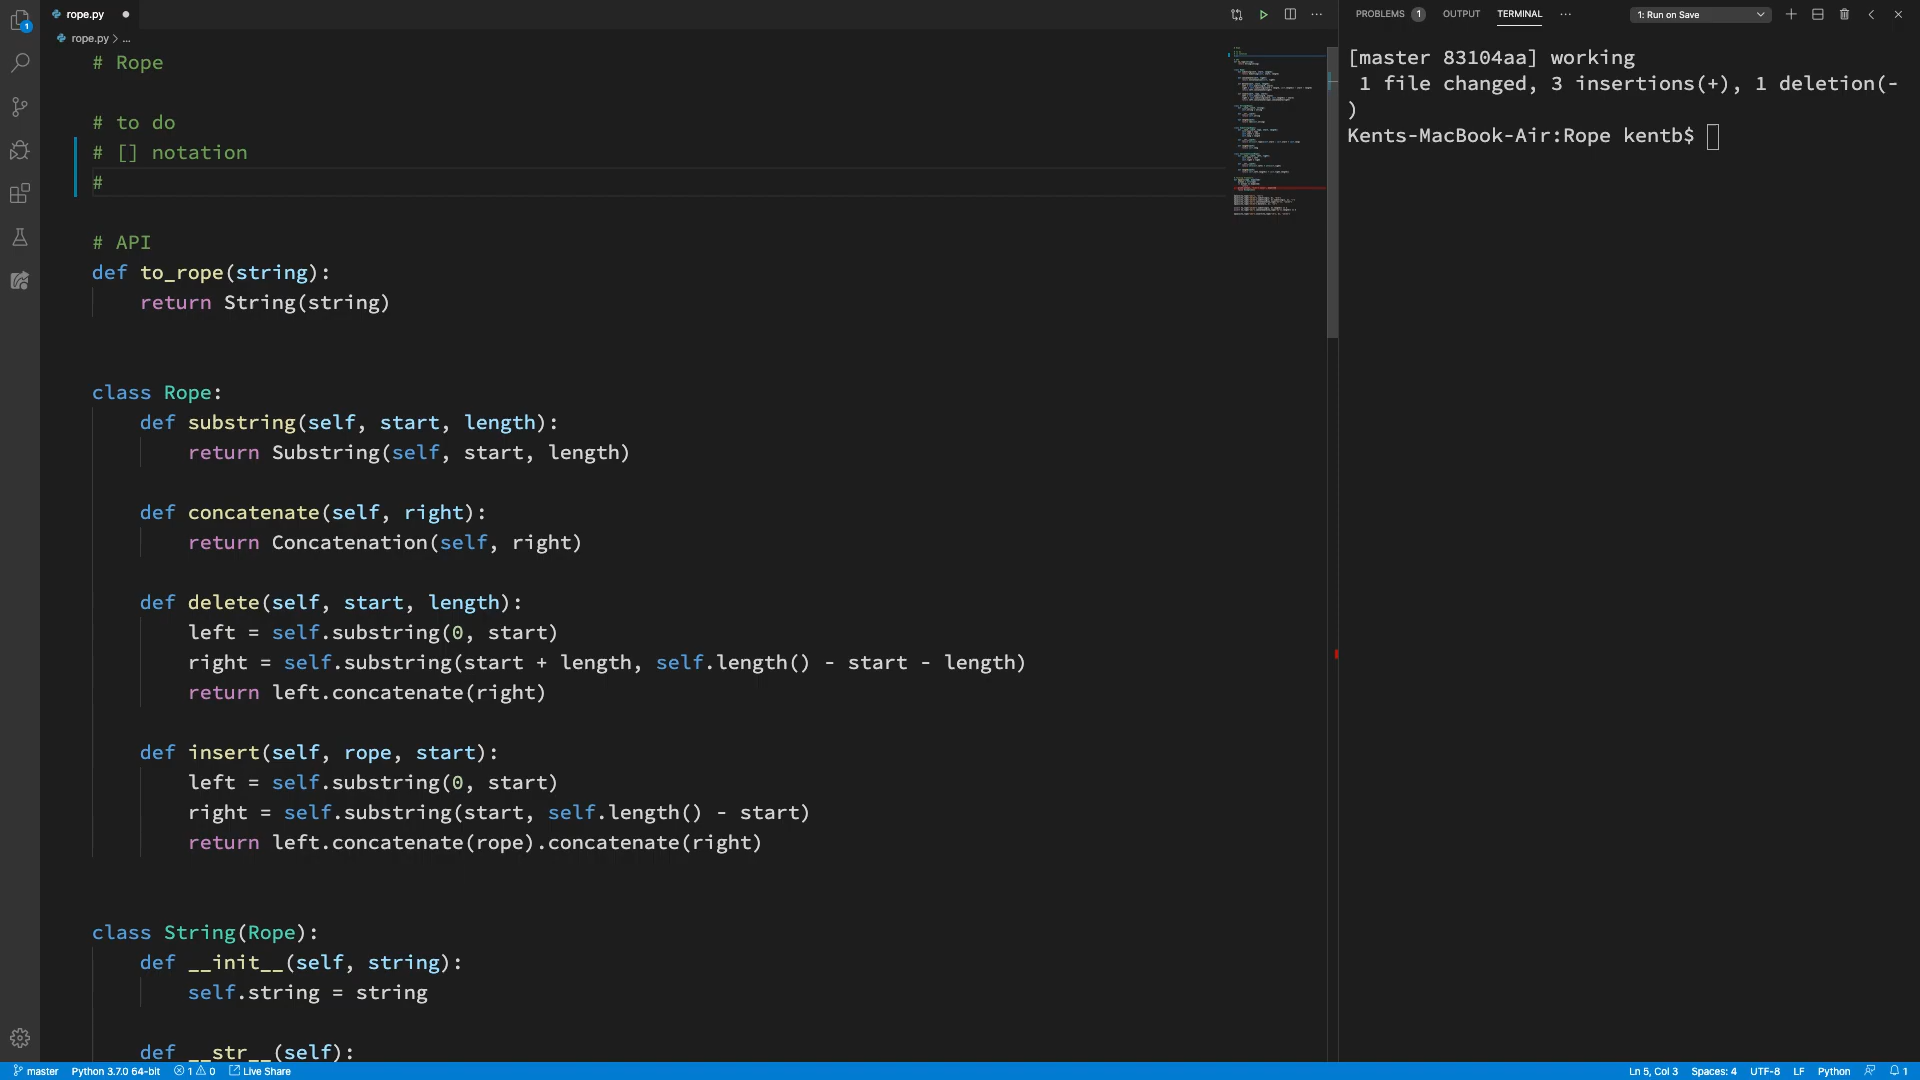 rope.py
PROBLEMS 1 OUTPUT TERMINAL ... 1: Run on Save
rope.py > ...
# Rope
# to do
# [] notation
#
# API
def to_rope(string):
    return String(string)
class Rope:
    def substring(self, start, length):
        return Substring(self, start, length)
    def concatenate(self, right):
        return Concatenation(self, right)
    def delete(self, start, length):
        left = self.substring(0, start)
        right = self.substring(start + length, self.length() - start - length)
        return left.concatenate(right)
    def insert(self, rope, start):
        left = self.substring(0, start)
        right = self.substring(start, self.length() - start)
        return left.concatenate(rope).concatenate(right)
class String(Rope):
    def __init__(self, string):
        self.string = string
    def __str__(self):
[master 83104aa] working
 1 file changed, 3 insertions(+), 1 deletion(-
)
Kents-MacBook-Air:Rope kentb$
1
master Python 3.7.0 64-bit 1 0 Live Share Ln 5, Col 3 Spaces: 4 UTF-8 LF Python 1